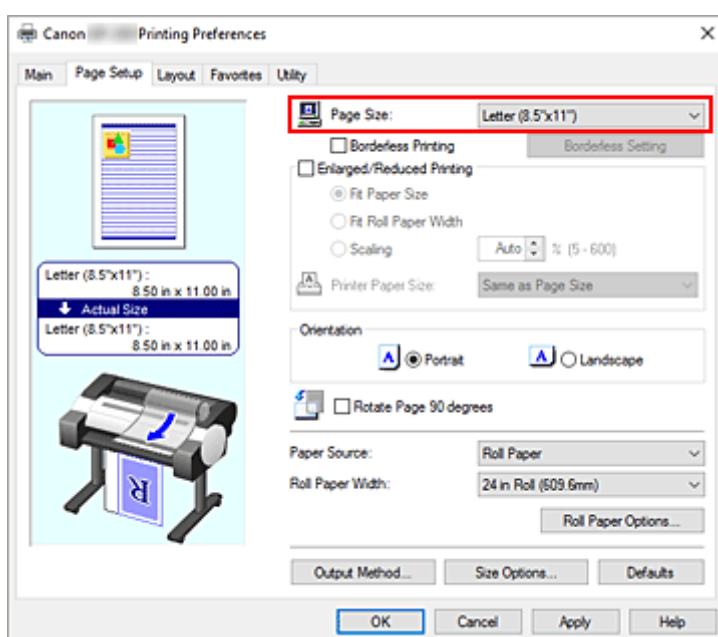 Canon Printing Preferences
Main Page Setup Layout Favorites Utility
Page Size: Letter (8.5"x11")
Borderless Printing Borderless Setting
Enlarged/Reduced Printing
Fit Paper Size
Fit Roll Paper Width
Scaling Auto % (5 - 600)
Printer Paper Size: Same as Page Size
Letter (8.5"x11") :
8.50 in x 11.00 in
Actual Size
Letter (8.5"x11") :
8.50 in x 11.00 in
Orientation
A Portrait A Landscape
Rotate Page 90 degrees
Paper Source: Roll Paper
Roll Paper Width: 24 in Roll (609.6mm)
R
Roll Paper Options...
Output Method... Size Options... Defaults
OK Cancel Apply Help